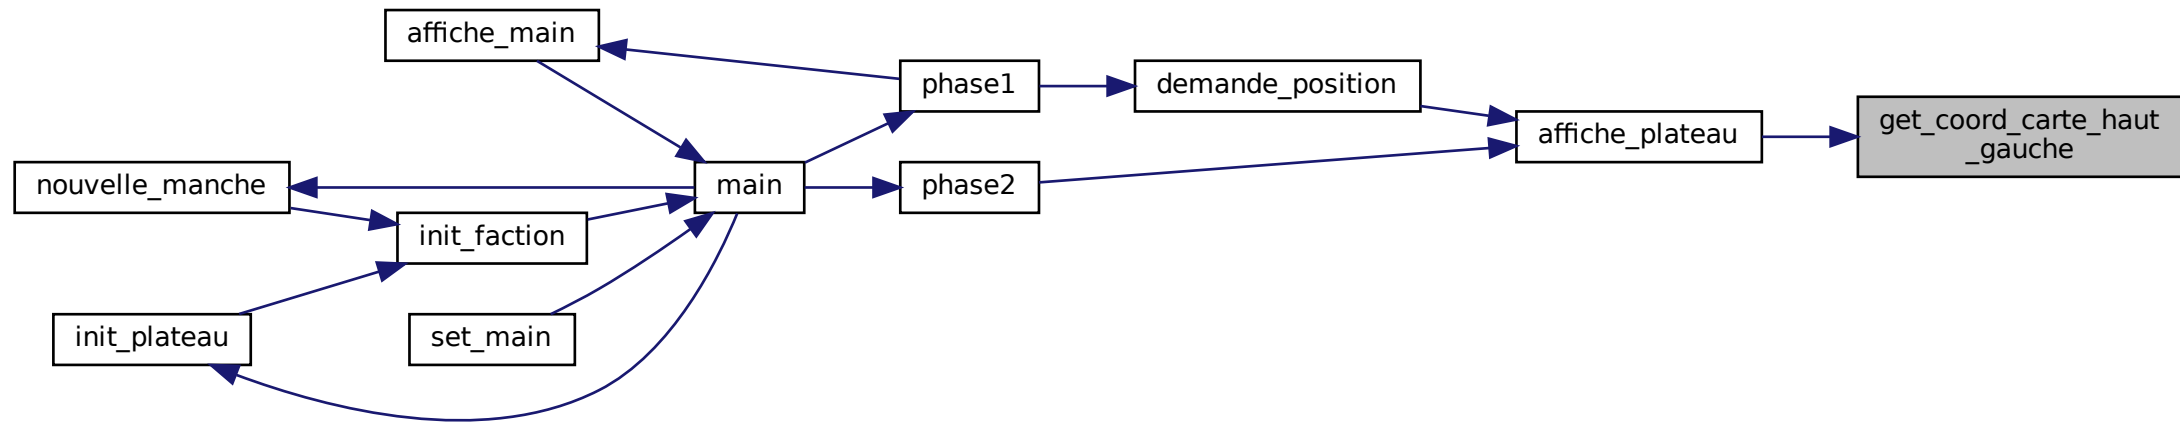 affiche_main
phase1
demande_position
affiche_plateau
get_coord_carte_haut
_gauche
nouvelle_manche
main
phase2
init_faction
init_plateau
set_main